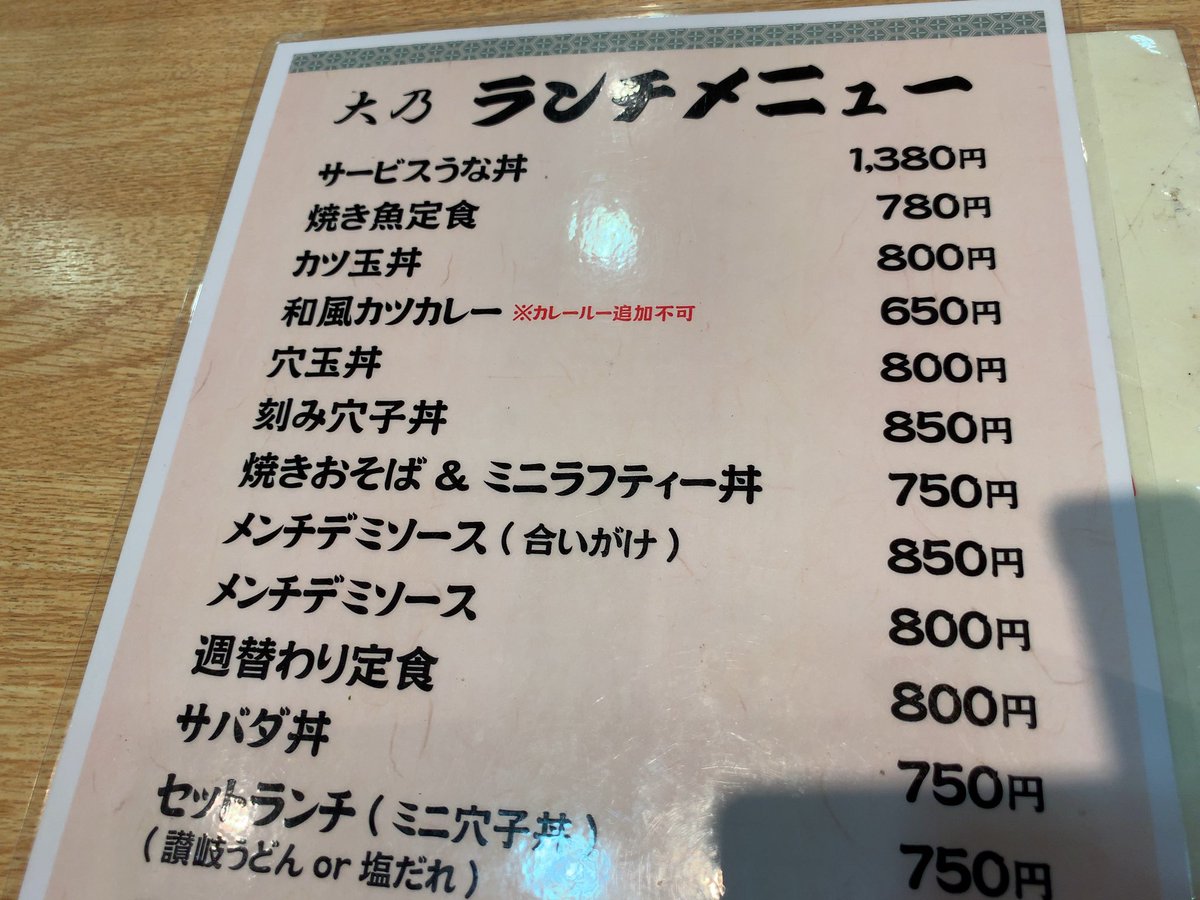 大乃 ランチメニュー
サービスうな丼 1,380円
焼き魚定食 780円
カツ玉丼 800円
和風カツカレー ※カレールー追加不可 650円
穴玉丼 800円
刻み穴子丼 850円
焼きおそば & ミニラフティー丼 750円
メンチデミソース ( 合いがけ ) 850円
メンチデミソース 800円
週替わり定食 800円
サバダ丼 750円
セットランチ ( ミニ穴子丼 ) 750円
( 讃岐うどん or 塩だれ )